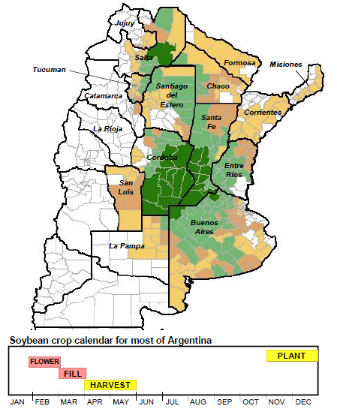 Jujuy
Salta
Formosa
Misiones
Tucuman
Santiago
del
Estero
Chaco
Catamarca
Corrientes
Santa
Fe
La Rioja
Cordoba
Entre
Rios
San
Luis
Buenos
Aires
La Pampa
Soybean crop calendar for most of Argentina
PLANT
FLOWER
FILL
HARVEST
JAN FEB MAR APR MAY JUN JUL AUG SEP OCT NOV DEC